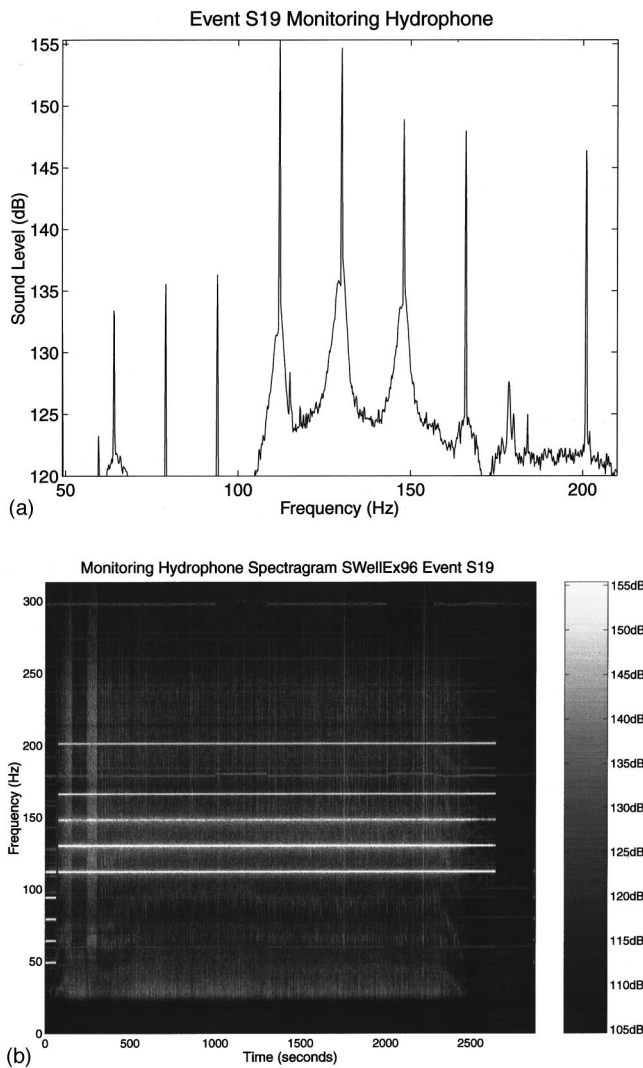 Event S19 Monitoring Hydrophone
155
150
145
140
135
130
125
120
Sound Level (dB)
50
100
150
200
Frequency (Hz)
(a)
Monitoring Hydrophone Spectragram SWellEx96 Event S19
300
250
200
150
100
50
0
Frequency (Hz)
0
500
1000
1500
2000
2500
Time (seconds)
155dB
150dB
145dB
140dB
135dB
130dB
125dB
120dB
115dB
110dB
105dB
(b)